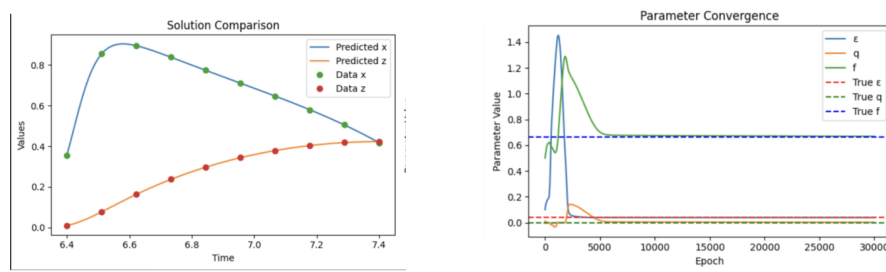 Solution Comparison
Predicted x
Predicted z
Data x
Data z
Values
0.8
0.6
0.4
0.2
0.0
6.4 6.6 6.8 7.0 7.2 7.4
Time
Parameter Convergence
ε
q
f
True ε
True q
True f
Parameter Value
1.4
1.2
1.0
0.8
0.6
0.4
0.2
0.0
0 5000 10000 15000 20000 25000 30000
Epoch